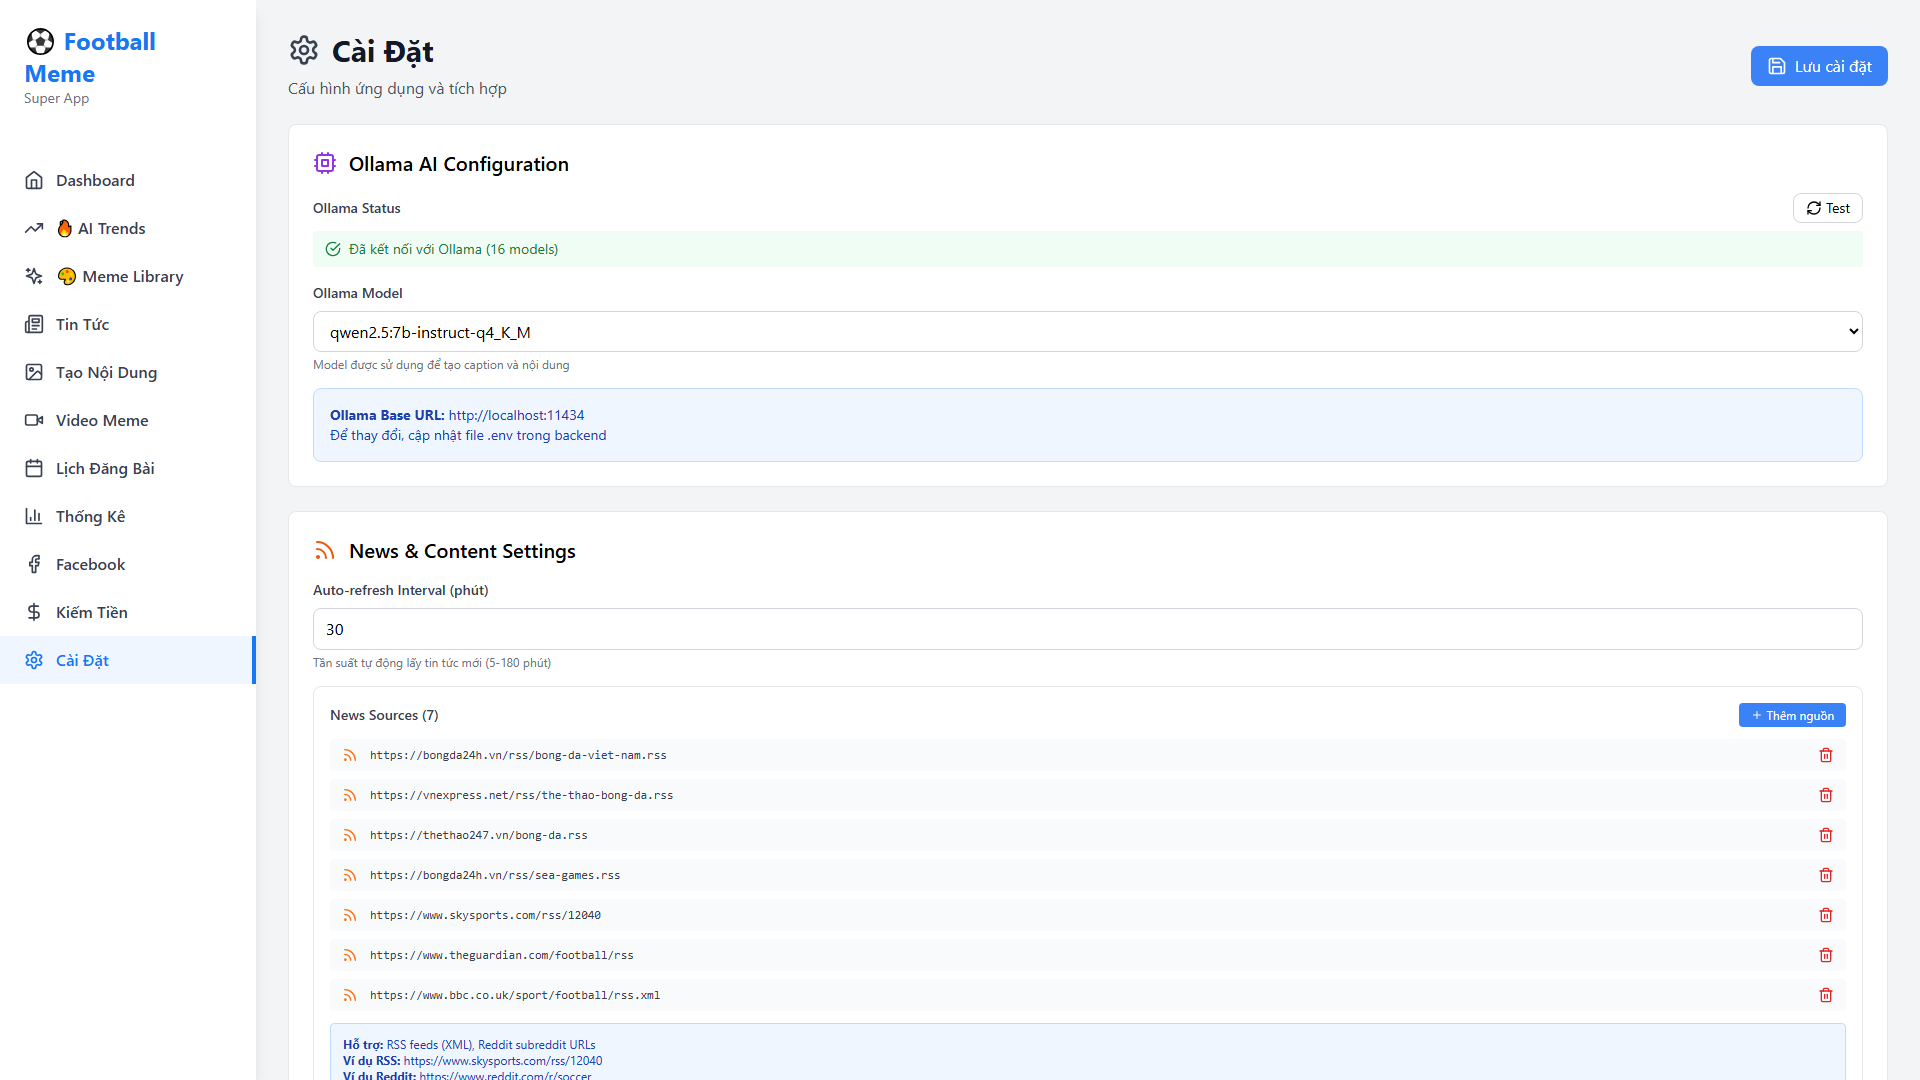 Football
Meme
Super App
Dashboard
🔥 AI Trends
🎨 Meme Library
Tin Tức
Tạo Nội Dung
Video Meme
Lịch Đăng Bài
Thống Kê
Facebook
Kiếm Tiền
Cài Đặt
Cài Đặt
Cấu hình ứng dụng và tích hợp
Lưu cài đặt
Ollama AI Configuration
Ollama Status
Test
Đã kết nối với Ollama (16 models)
Ollama Model
qwen2.5:7b-instruct-q4_K_M
Model được sử dụng để tạo caption và nội dung
Ollama Base URL: http://localhost:11434
Để thay đổi, cập nhật file .env trong backend
News & Content Settings
Auto-refresh Interval (phút)
30
Tần suất tự động lấy tin tức mới (5-180 phút)
News Sources (7)
+ Thêm nguồn
https://bongda24h.vn/rss/bong-da-viet-nam.rss
https://vnexpress.net/rss/the-thao-bong-da.rss
https://thethao247.vn/bong-da.rss
https://bongda24h.vn/rss/sea-games.rss
https://www.skysports.com/rss/12040
https://www.theguardian.com/football/rss
https://www.bbc.co.uk/sport/football/rss.xml
Hỗ trợ: RSS feeds (XML), Reddit subreddit URLs
Ví dụ RSS: https://www.skysports.com/rss/12040
Ví dụ Reddit: https://www.reddit.com/r/soccer